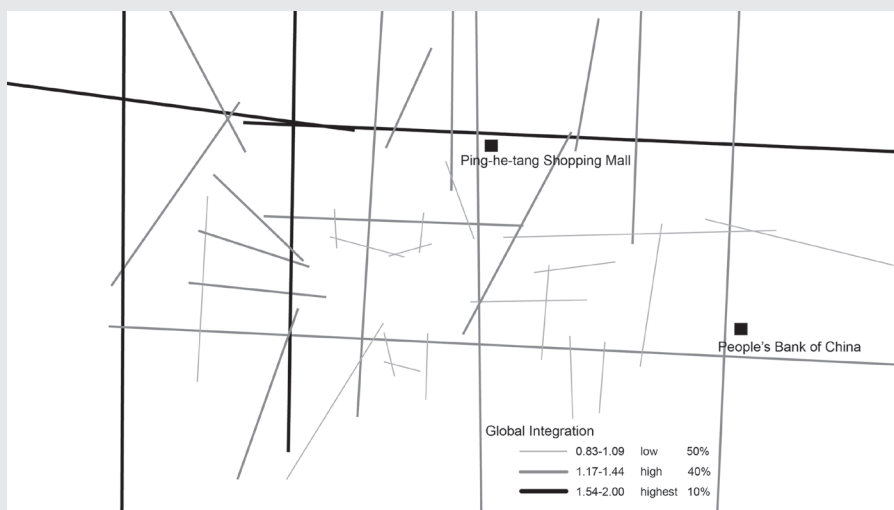 Ping-he-tang Shopping Mall
People's Bank of China
Global Integration
0.83-1.09 low 50%
1.17-1.44 high 40%
1.54-2.00 highest 10%